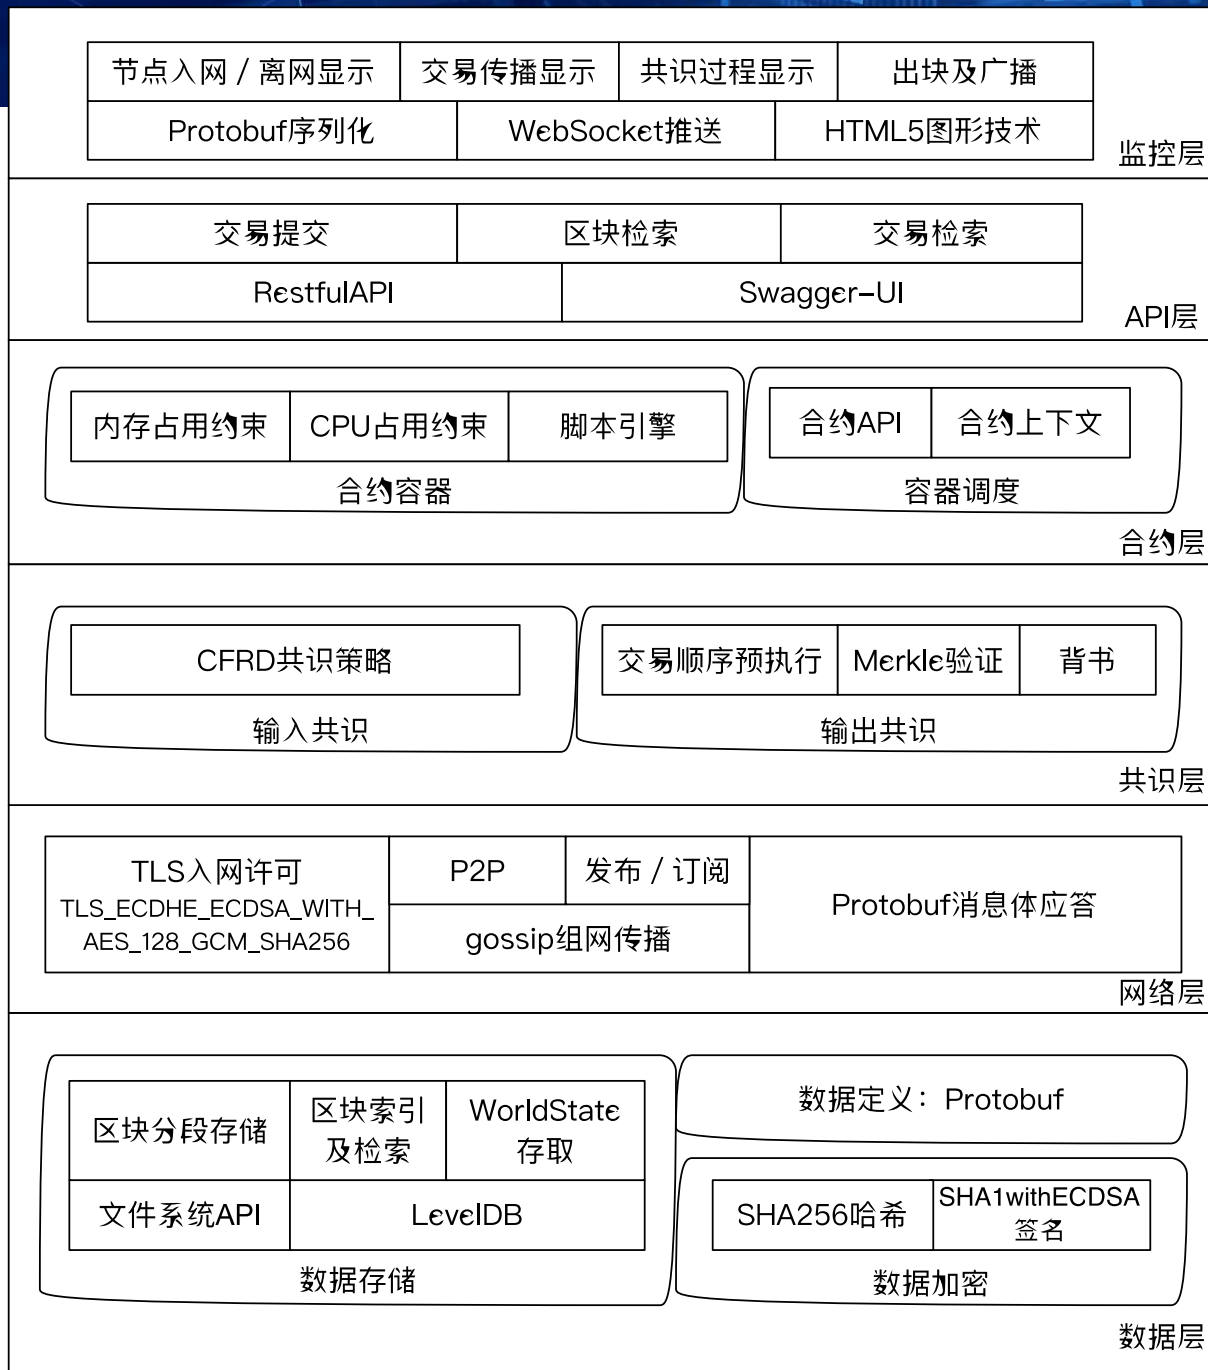 节点入网 / 离网显示
交易传播显示
共识过程显示
出块及广播
Protobuf序列化
WebSocket推送
HTML5图形技术
监控层
交易提交
区块检索
交易检索
RestfulAPI
Swagger-UI
API层
内存占用约束
CPU占用约束
脚本引擎
合约容器
合约API
合约上下文
容器调度
合约层
CFRD共识策略
输入共识
交易顺序预执行
Merkle验证
背书
输出共识
共识层
TLS入网许可
TLS_ECDHE_ECDSA_WITH_
AES_128_GCM_SHA256
P2P
发布 / 订阅
gossip组网传播
Protobuf消息体应答
网络层
区块分段存储
区块索引
及检索
WorldState
存取
文件系统API
LevelDB
数据存储
数据定义：Protobuf
SHA256哈希
SHA1withECDSA
签名
数据加密
数据层